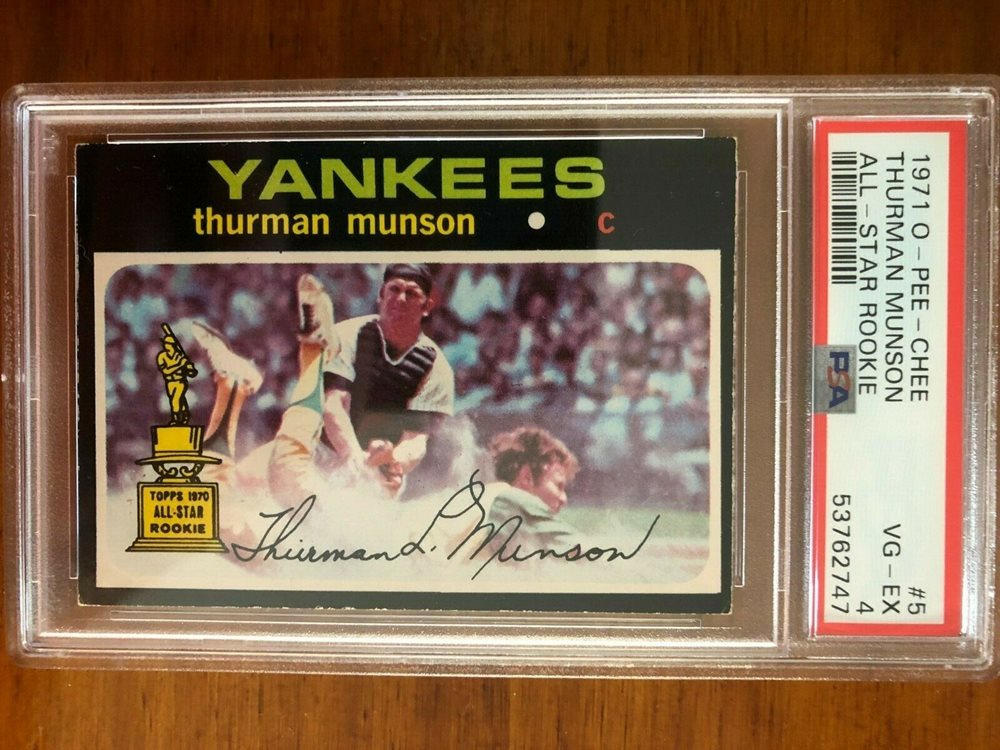 YANKEES
thurman munson • c
TOPPS 1970
ALL-STAR
ROOKIE
Thurman L. Munson
1971 O-PEE-CHEE #5
THURMAN MUNSON VG-EX
ALL-STAR ROOKIE 4
PSA 53762747